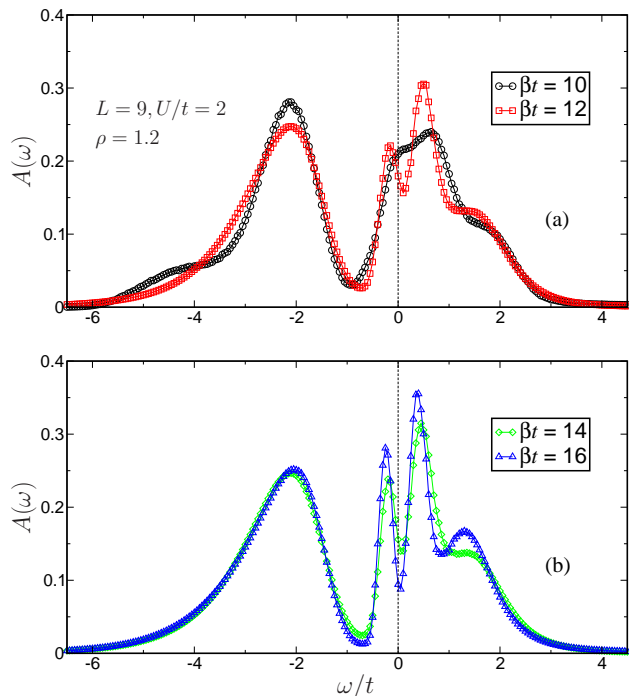 0.4
0.3
0.2
0.1
0
A(ω)
L = 9, U/t = 2
ρ = 1.2
βt = 10
βt = 12
(a)
-6 -4 -2 0 2 4
0.4
0.3
0.2
0.1
0
A(ω)
βt = 14
βt = 16
(b)
-6 -4 -2 0 2 4
ω/t